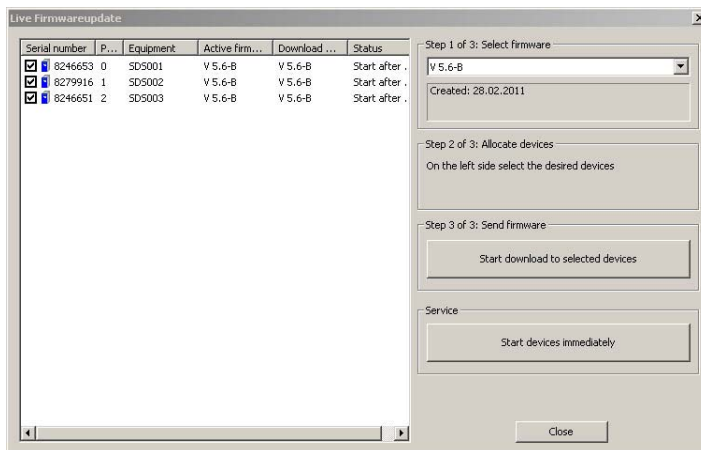 Live Firmwareupdate
Serial number P... Equipment Active firm... Download ... Status
8246653 0 SDS001 V 5.6-B V 5.6-B Start after .
8279916 1 SDS002 V 5.6-B V 5.6-B Start after .
8246651 2 SDS003 V 5.6-B V 5.6-B Start after .
Step 1 of 3: Select firmware
V 5.6-B
Created: 28.02.2011
Step 2 of 3: Allocate devices
On the left side select the desired devices
Step 3 of 3: Send firmware
Start download to selected devices
Service
Start devices immediately
Close